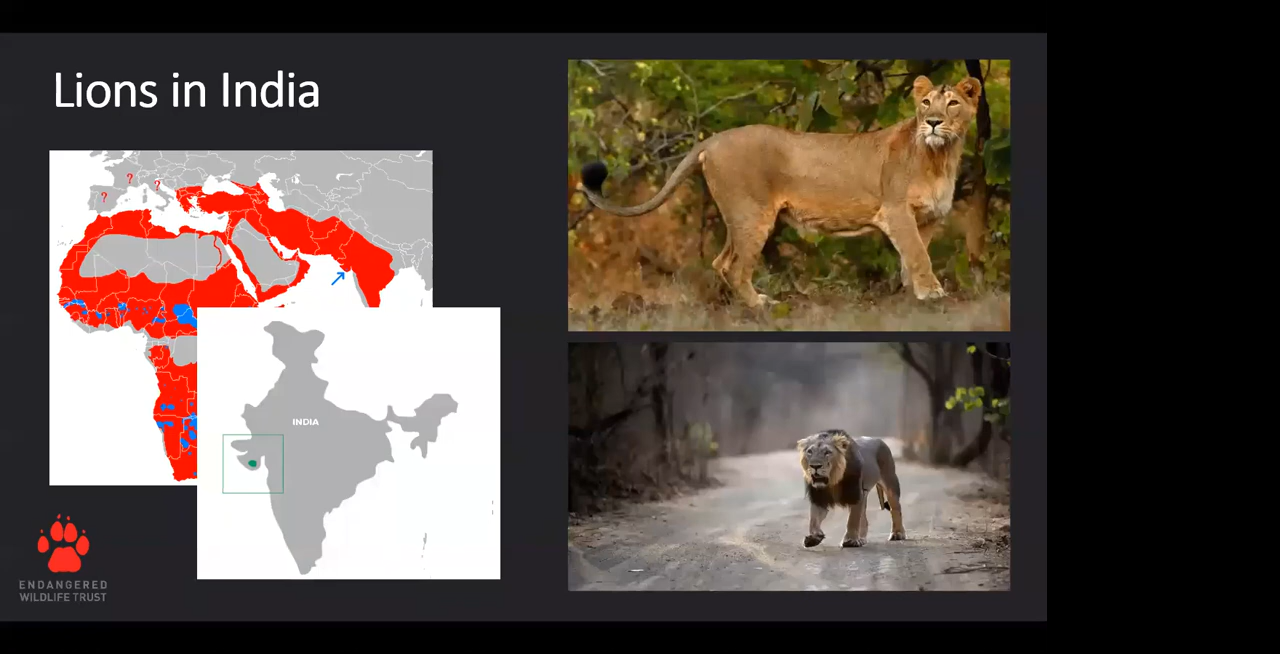 Lions in India
?
?
?
INDIA
ENDANGERED
WILDLIFE TRUST